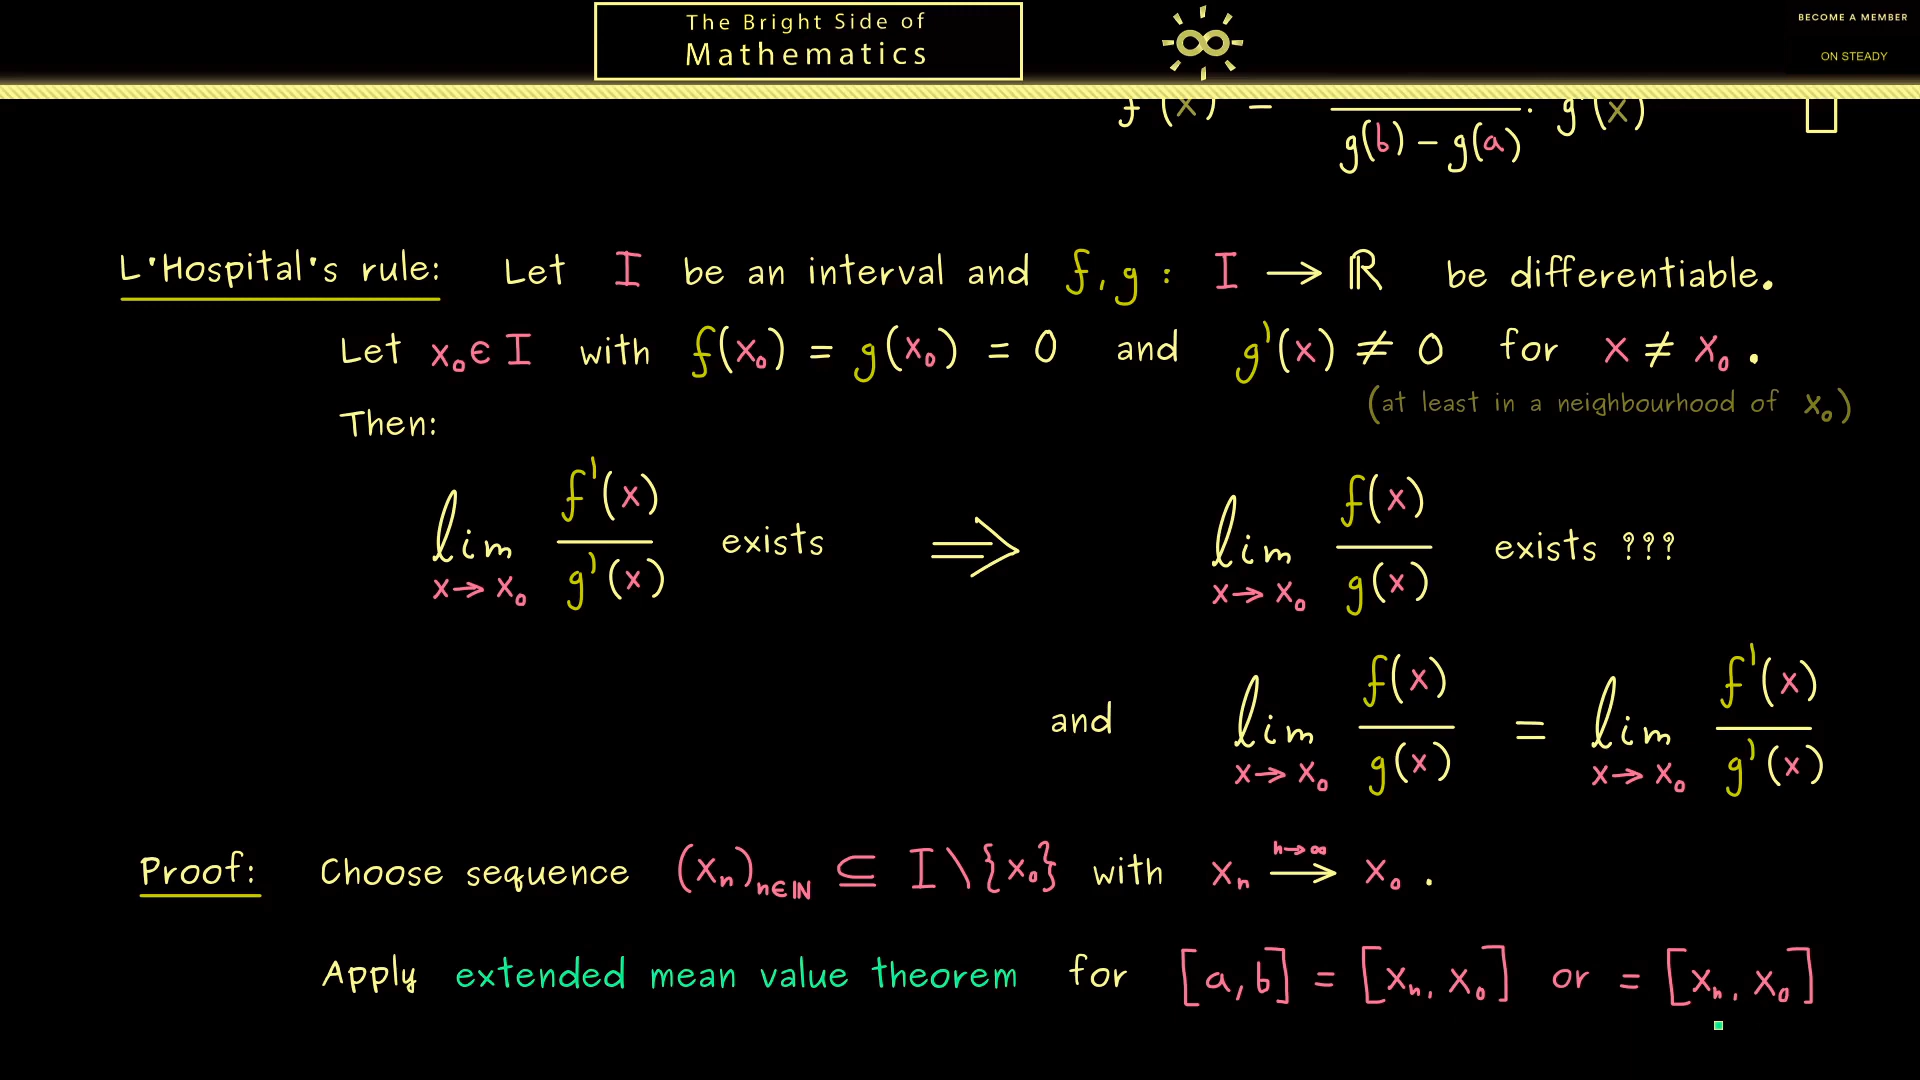 The Bright Side of
Mathematics
BECOME A MEMBER
ON STEADY
f'(x) = ――― · g'(x)
g(b) − g(a)
L'Hospital's rule: Let I be an interval and f, g : I → ℝ be differentiable.
Let x₀ ∈ I with f(x₀) = g(x₀) = 0 and g'(x) ≠ 0 for x ≠ x₀ .
(at least in a neighbourhood of x₀)
Then:
lim x→x₀ f'(x)/g'(x) exists ⟹ lim x→x₀ f(x)/g(x) exists ???
and lim x→x₀ f(x)/g(x) = lim x→x₀ f'(x)/g'(x)
Proof: Choose sequence (xₙ)n∈ℕ ⊆ I \ {x₀} with xₙ n→∞ → x₀ .
Apply extended mean value theorem for [a, b] = [xₙ, x₀] or = [xₙ, x₀]